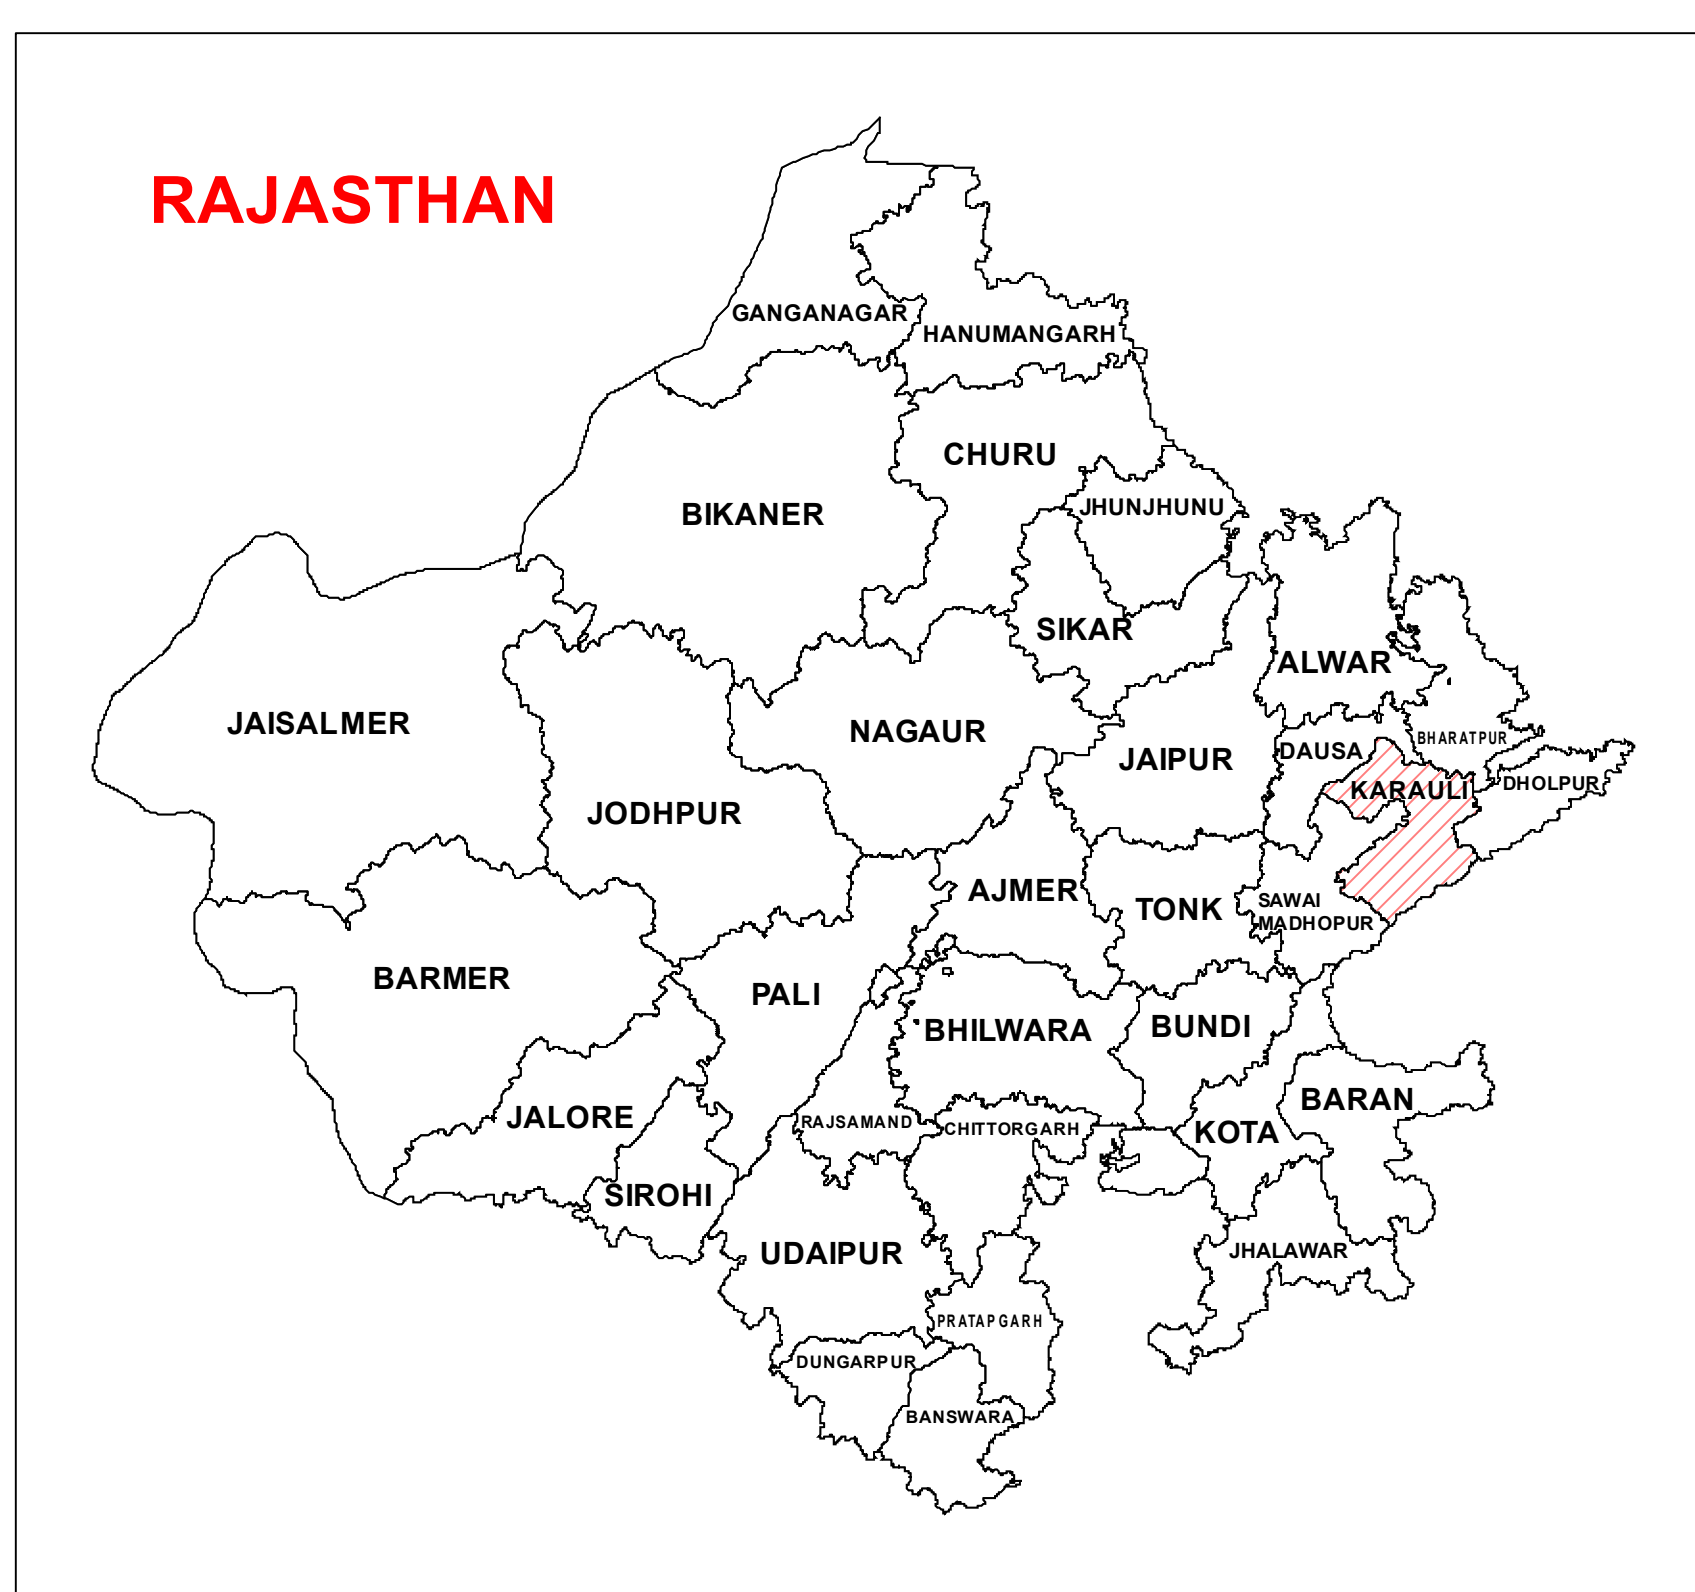 RAJASTHAN
GANGANAGAR
HANUMANGARH
CHURU
BIKANER
JHUNJHUNU
SIKAR
ALWAR
JAISALMER
NAGAUR
JAIPUR
DAUSA
BHARATPUR
KARAULI
DHOLPUR
JODHPUR
AJMER
TONK
SAWAI
MADHOPUR
BARMER
PALI
BHILWARA
BUNDI
BARAN
JALORE
RAJSAMAND
CHITTORGARH
KOTA
SIROHI
UDAIPUR
JHALAWAR
PRATAPGARH
DUNGARPUR
BANSWARA